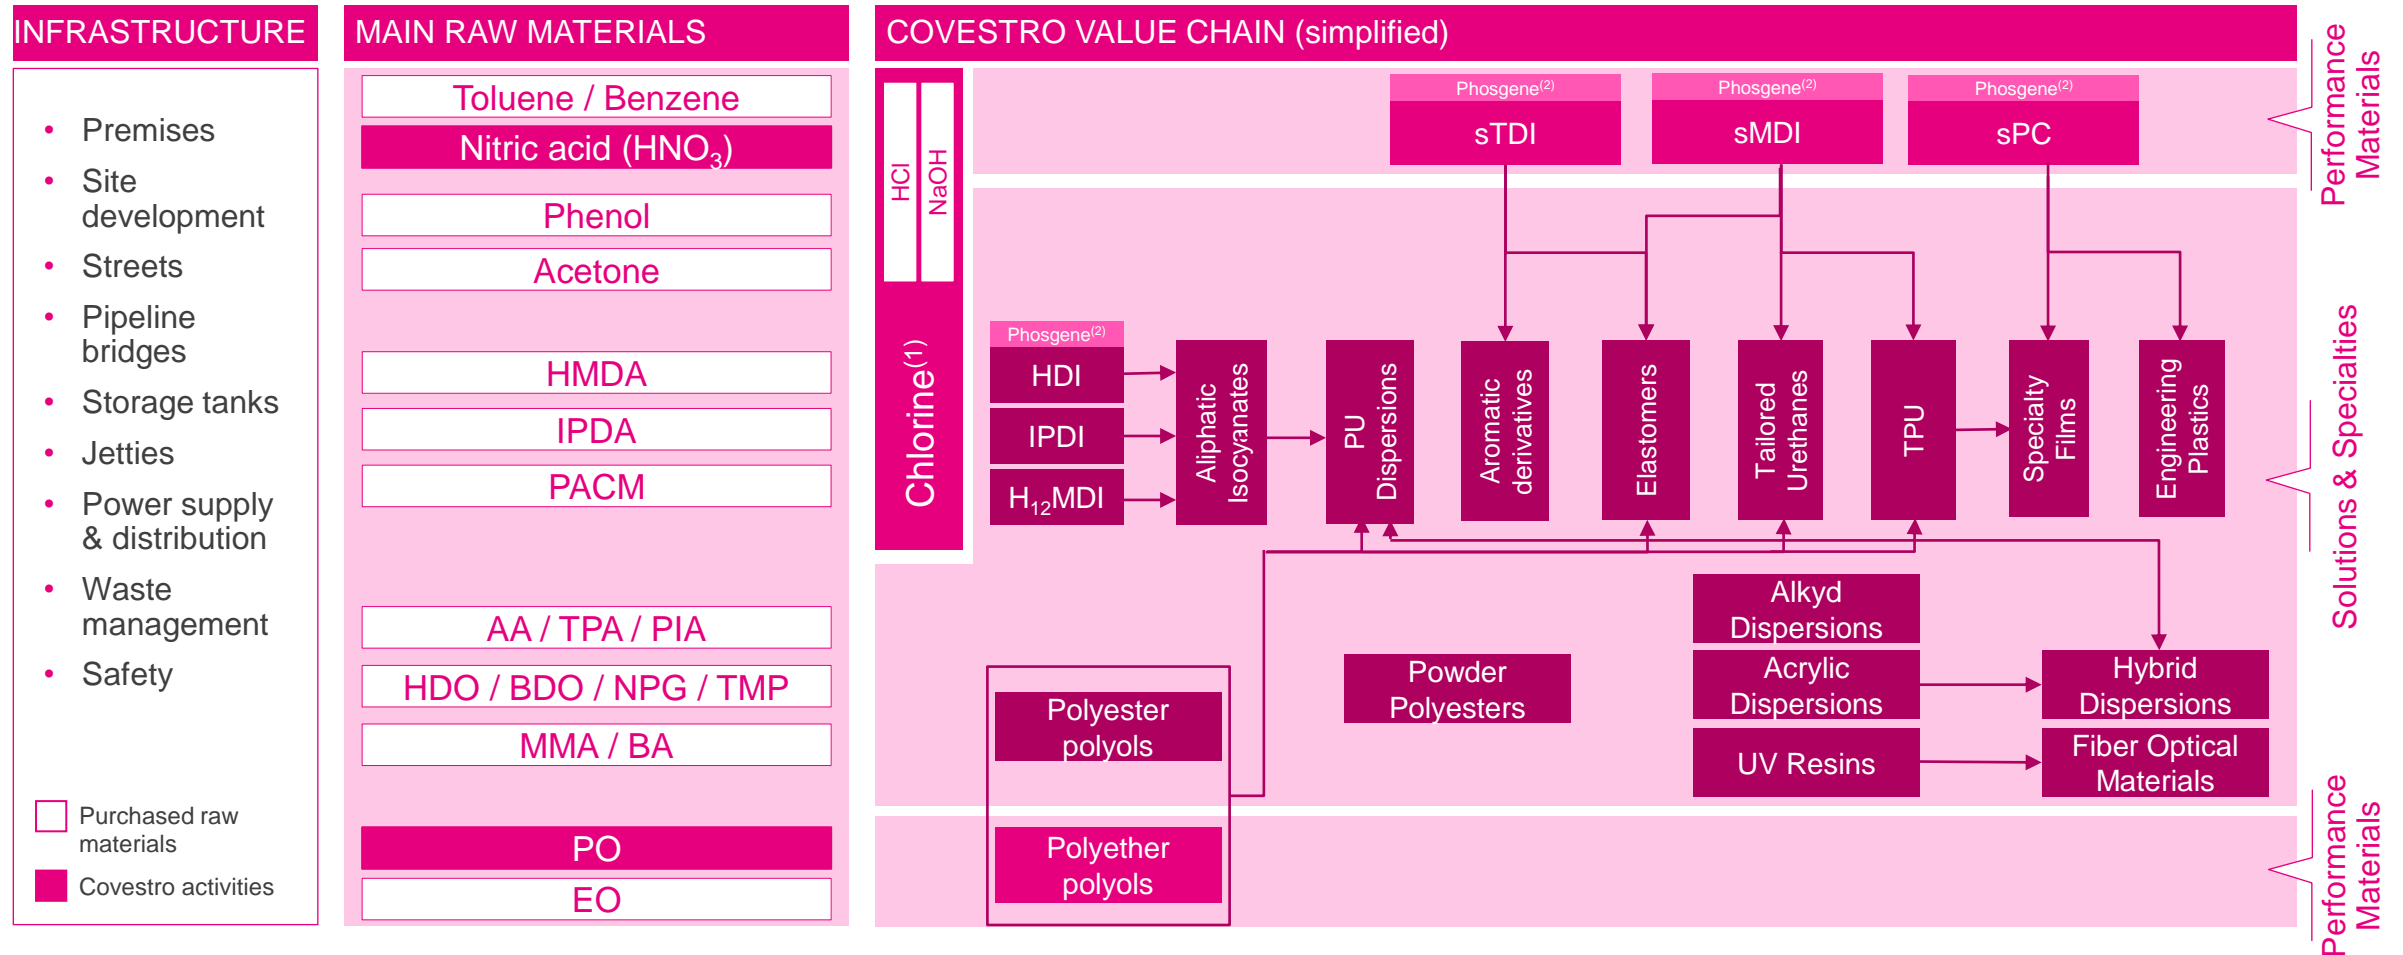 INFRASTRUCTURE
• Premises
• Site
development
• Streets
• Pipeline
bridges
• Storage tanks
• Jetties
• Power supply
& distribution
• Waste
management
• Safety
Purchased raw
materials
Covestro activities
MAIN RAW MATERIALS
Toluene / Benzene
Nitric acid (HNO₃)
Phenol
Acetone
HMDA
IPDA
PACM
AA / TPA / PIA
HDO / BDO / NPG / TMP
MMA / BA
PO
EO
COVESTRO VALUE CHAIN (simplified)
HCl
NaOH
Chlorine⁽¹⁾
Phosgene⁽²⁾
sTDI
Phosgene⁽²⁾
sMDI
Phosgene⁽²⁾
sPC
Phosgene⁽²⁾
HDI
IPDI
H₁₂MDI
Aliphatic
Isocyanates
PU
Dispersions
Aromatic
derivatives
Elastomers
Tailored
Urethanes
TPU
Specialty
Films
Engineering
Plastics
Alkyd
Dispersions
Powder
Polyesters
Acrylic
Dispersions
Hybrid
Dispersions
Polyester
polyols
UV Resins
Fiber Optical
Materials
Polyether
polyols
Performance
Materials
Solutions & Specialties
Performance
Materials